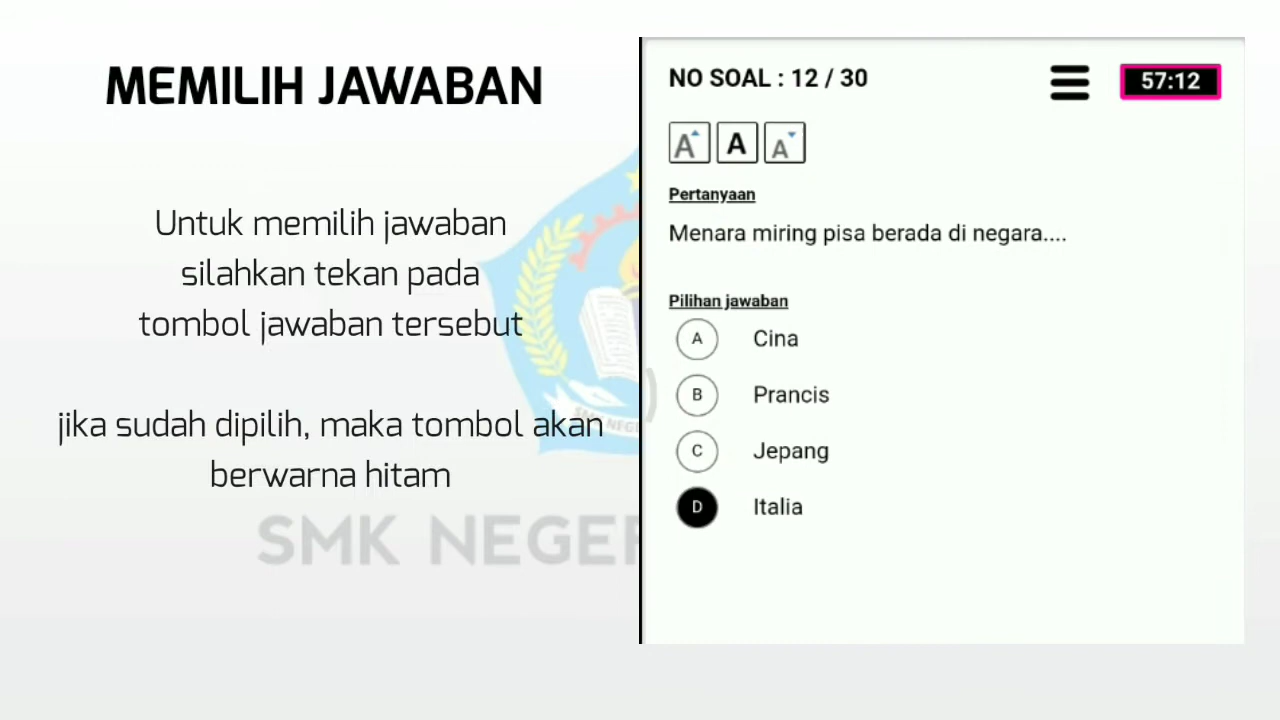 MEMILIH JAWABAN
Untuk memilih jawaban
silahkan tekan pada
tombol jawaban tersebut
jika sudah dipilih, maka tombol akan
berwarna hitam
SMK
NO SOAL : 12 / 30
57:12
A A A
Pertanyaan
Menara miring pisa berada di negara....
Pilihan jawaban
A Cina
B Prancis
C Jepang
D Italia